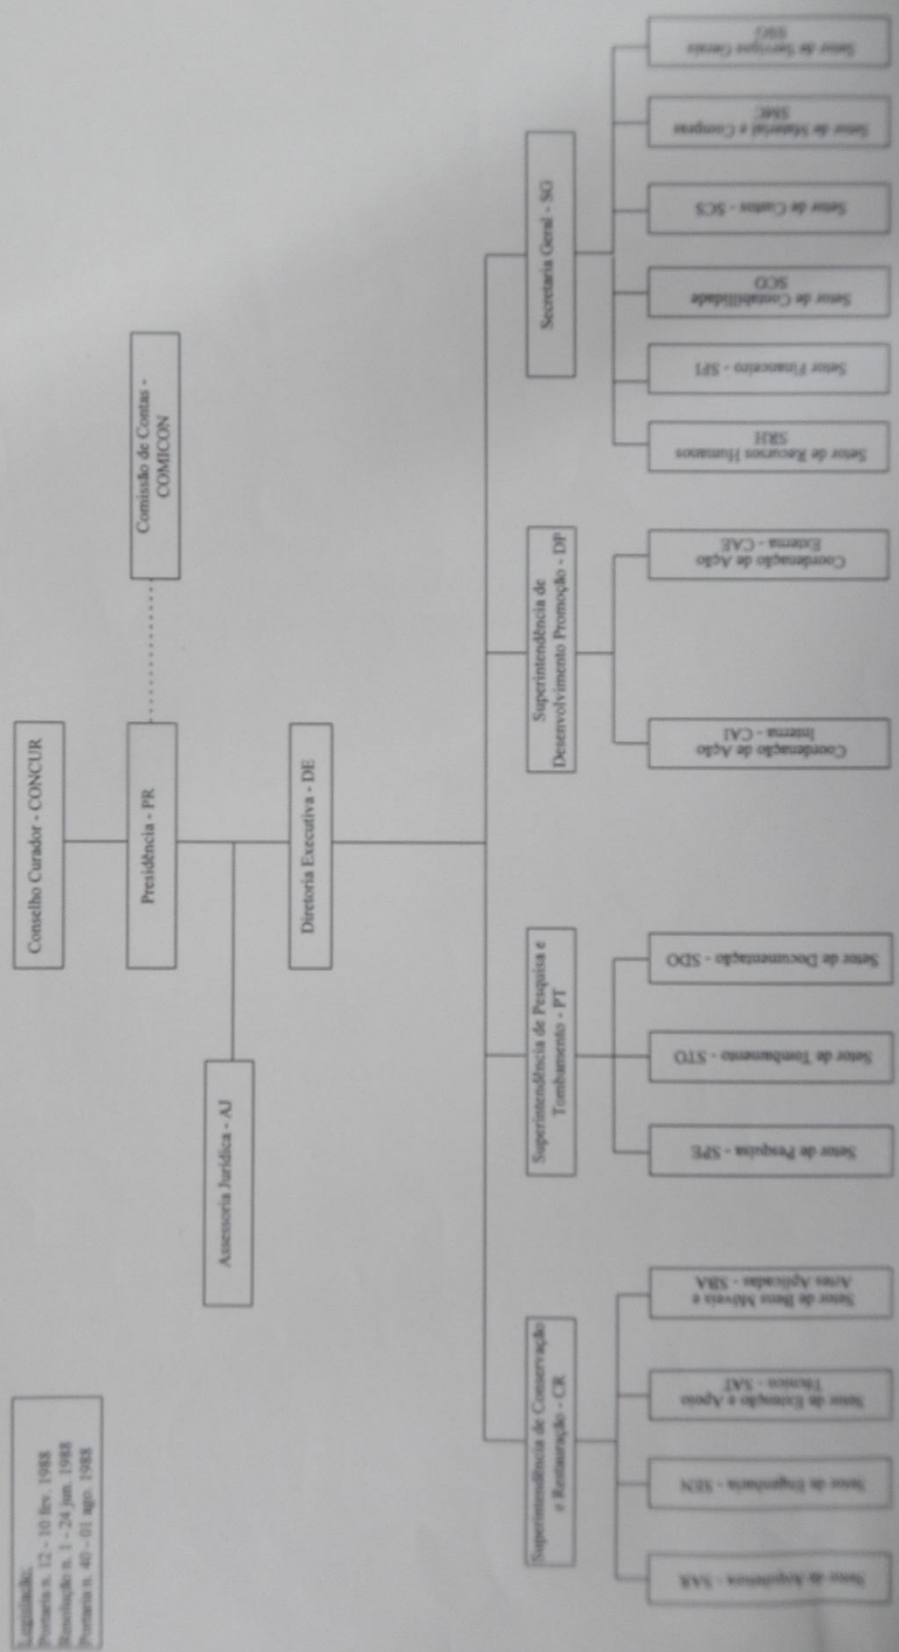 Legislação:
Portaria n. 12 - 10 fev. 1988
Resolução n. 1 - 24 jun. 1988
Portaria n. 40 - 01 ago. 1988
Conselho Curador - CONCUR
Presidência - PR
Comissão de Contas -
COMICON
Assessoria Jurídica - AJ
Diretoria Executiva - DE
Superintendência de Conservação
e Restauração - CR
Superintendência de Pesquisa e
Tombamento - PT
Superintendência de
Desenvolvimento Promoção - DP
Secretaria Geral - SG
Setor de Arquitetura - SAR
Setor de Engenharia - SEN
Setor de Extensão e Apoio
Técnico - SAT
Setor de Bens Móveis e
Artes Aplicadas - SBA
Setor de Pesquisa - SPE
Setor de Tombamento - STO
Setor de Documentação - SDO
Coordenação de Ação
Interna - CAI
Coordenação de Ação
Externa - CAE
Setor de Recursos Humanos
SRH
Setor Financeiro - SFI
Setor de Contabilidade
SCO
Setor de Custos - SCS
Setor de Material e Compras
SMC
Setor de Serviços Gerais
SSG